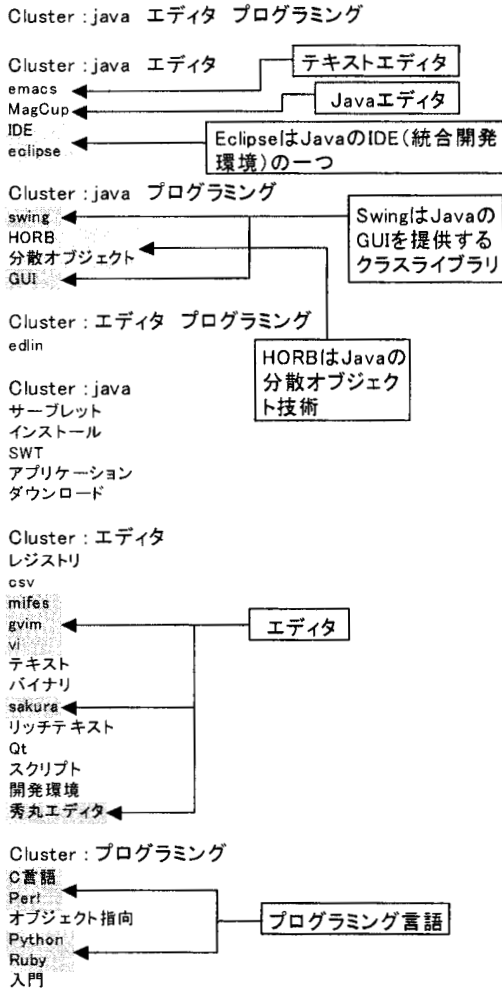 Cluster : java エディタ プログラミング
Cluster : java エディタ
テキストエディタ
emacs
MagCup
Javaエディタ
IDE
eclipse
EclipseはJavaのIDE(統合開発
環境)の一つ
Cluster : java プログラミング
swing
HORB
分散オブジェクト
GUI
SwingはJavaの
GUIを提供する
クラスライブラリ
Cluster : エディタ プログラミング
edlin
HORBはJavaの
分散オブジェク
ト技術
Cluster : java
サーブレット
インストール
SWT
アプリケーション
ダウンロード
Cluster : エディタ
レジストリ
csv
mifes
gvim
vi
エディタ
テキスト
バイナリ
sakura
リッチテキスト
Qt
スクリプト
開発環境
秀丸エディタ
Cluster : プログラミング
C言語
Perl
オブジェクト指向
プログラミング言語
Python
Ruby
入門